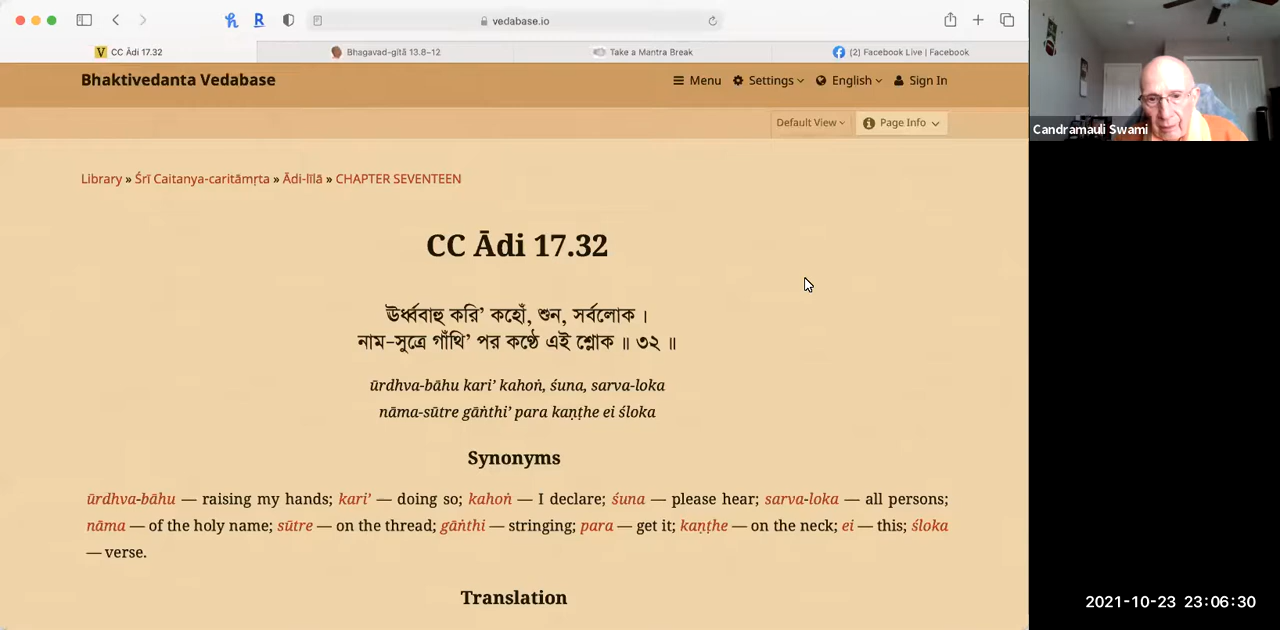 vedabase.io
CC Ādi 17.32
Bhagavad-gītā 13.8–12
Take a Mantra Break
(2) Facebook Live | Facebook
Bhaktivedanta Vedabase
Menu Settings English Sign In
Default View Page Info
Library » Śrī Caitanya-caritāmṛta » Ādi-līlā » CHAPTER SEVENTEEN
CC Ādi 17.32
ঊর্ধ্ববাহু করি’ কহোঁ, শুন, সর্বলোক ।
নাম-সূত্রে গাঁথি’ পর কণ্ঠে এই শ্লোক ॥ ৩২ ॥
ūrdhva-bāhu kari’ kahoṅ, śuna, sarva-loka
nāma-sūtre gāṅthi’ para kaṇṭhe ei śloka
Synonyms
ūrdhva-bāhu — raising my hands; kari’ — doing so; kahoṅ — I declare; śuna — please hear; sarva-loka — all persons;
nāma — of the holy name; sūtre — on the thread; gāṅthi — stringing; para — get it; kaṇṭhe — on the neck; ei — this; śloka
— verse.
Translation
Candramauli Swami
2021-10-23 23:06:30